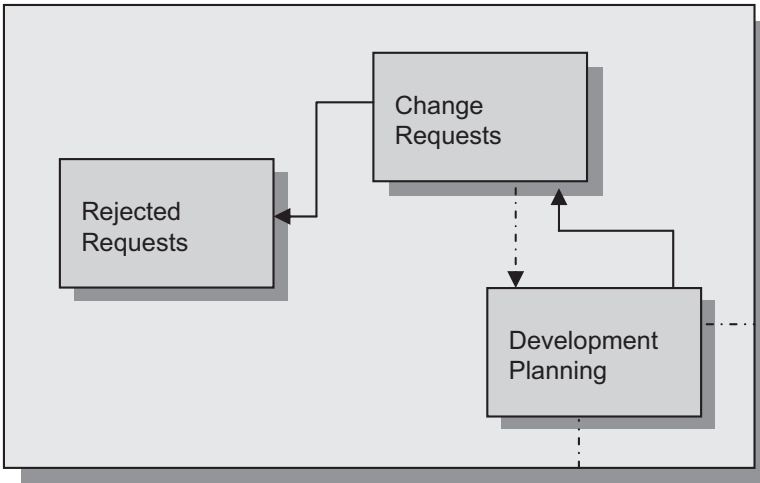 Change
Requests
Rejected
Requests
Development
Planning